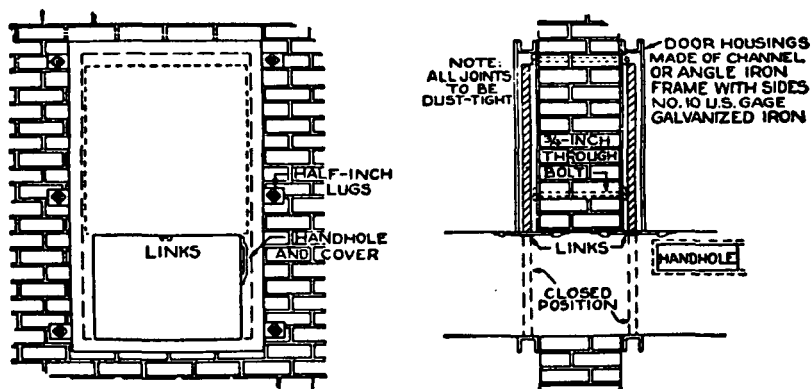 HALF-INCH
LUGS
LINKS
HANDHOLE
AND COVER
NOTE:
ALL JOINTS
TO BE
DUST-TIGHT
DOOR HOUSINGS
MADE OF CHANNEL
OR ANGLE IRON
FRAME WITH SIDES
NO. 10 U.S. GAGE
GALVANIZED IRON
3/4-INCH
THROUGH
BOLT
LINKS
HANDHOLE
CLOSED
POSITION